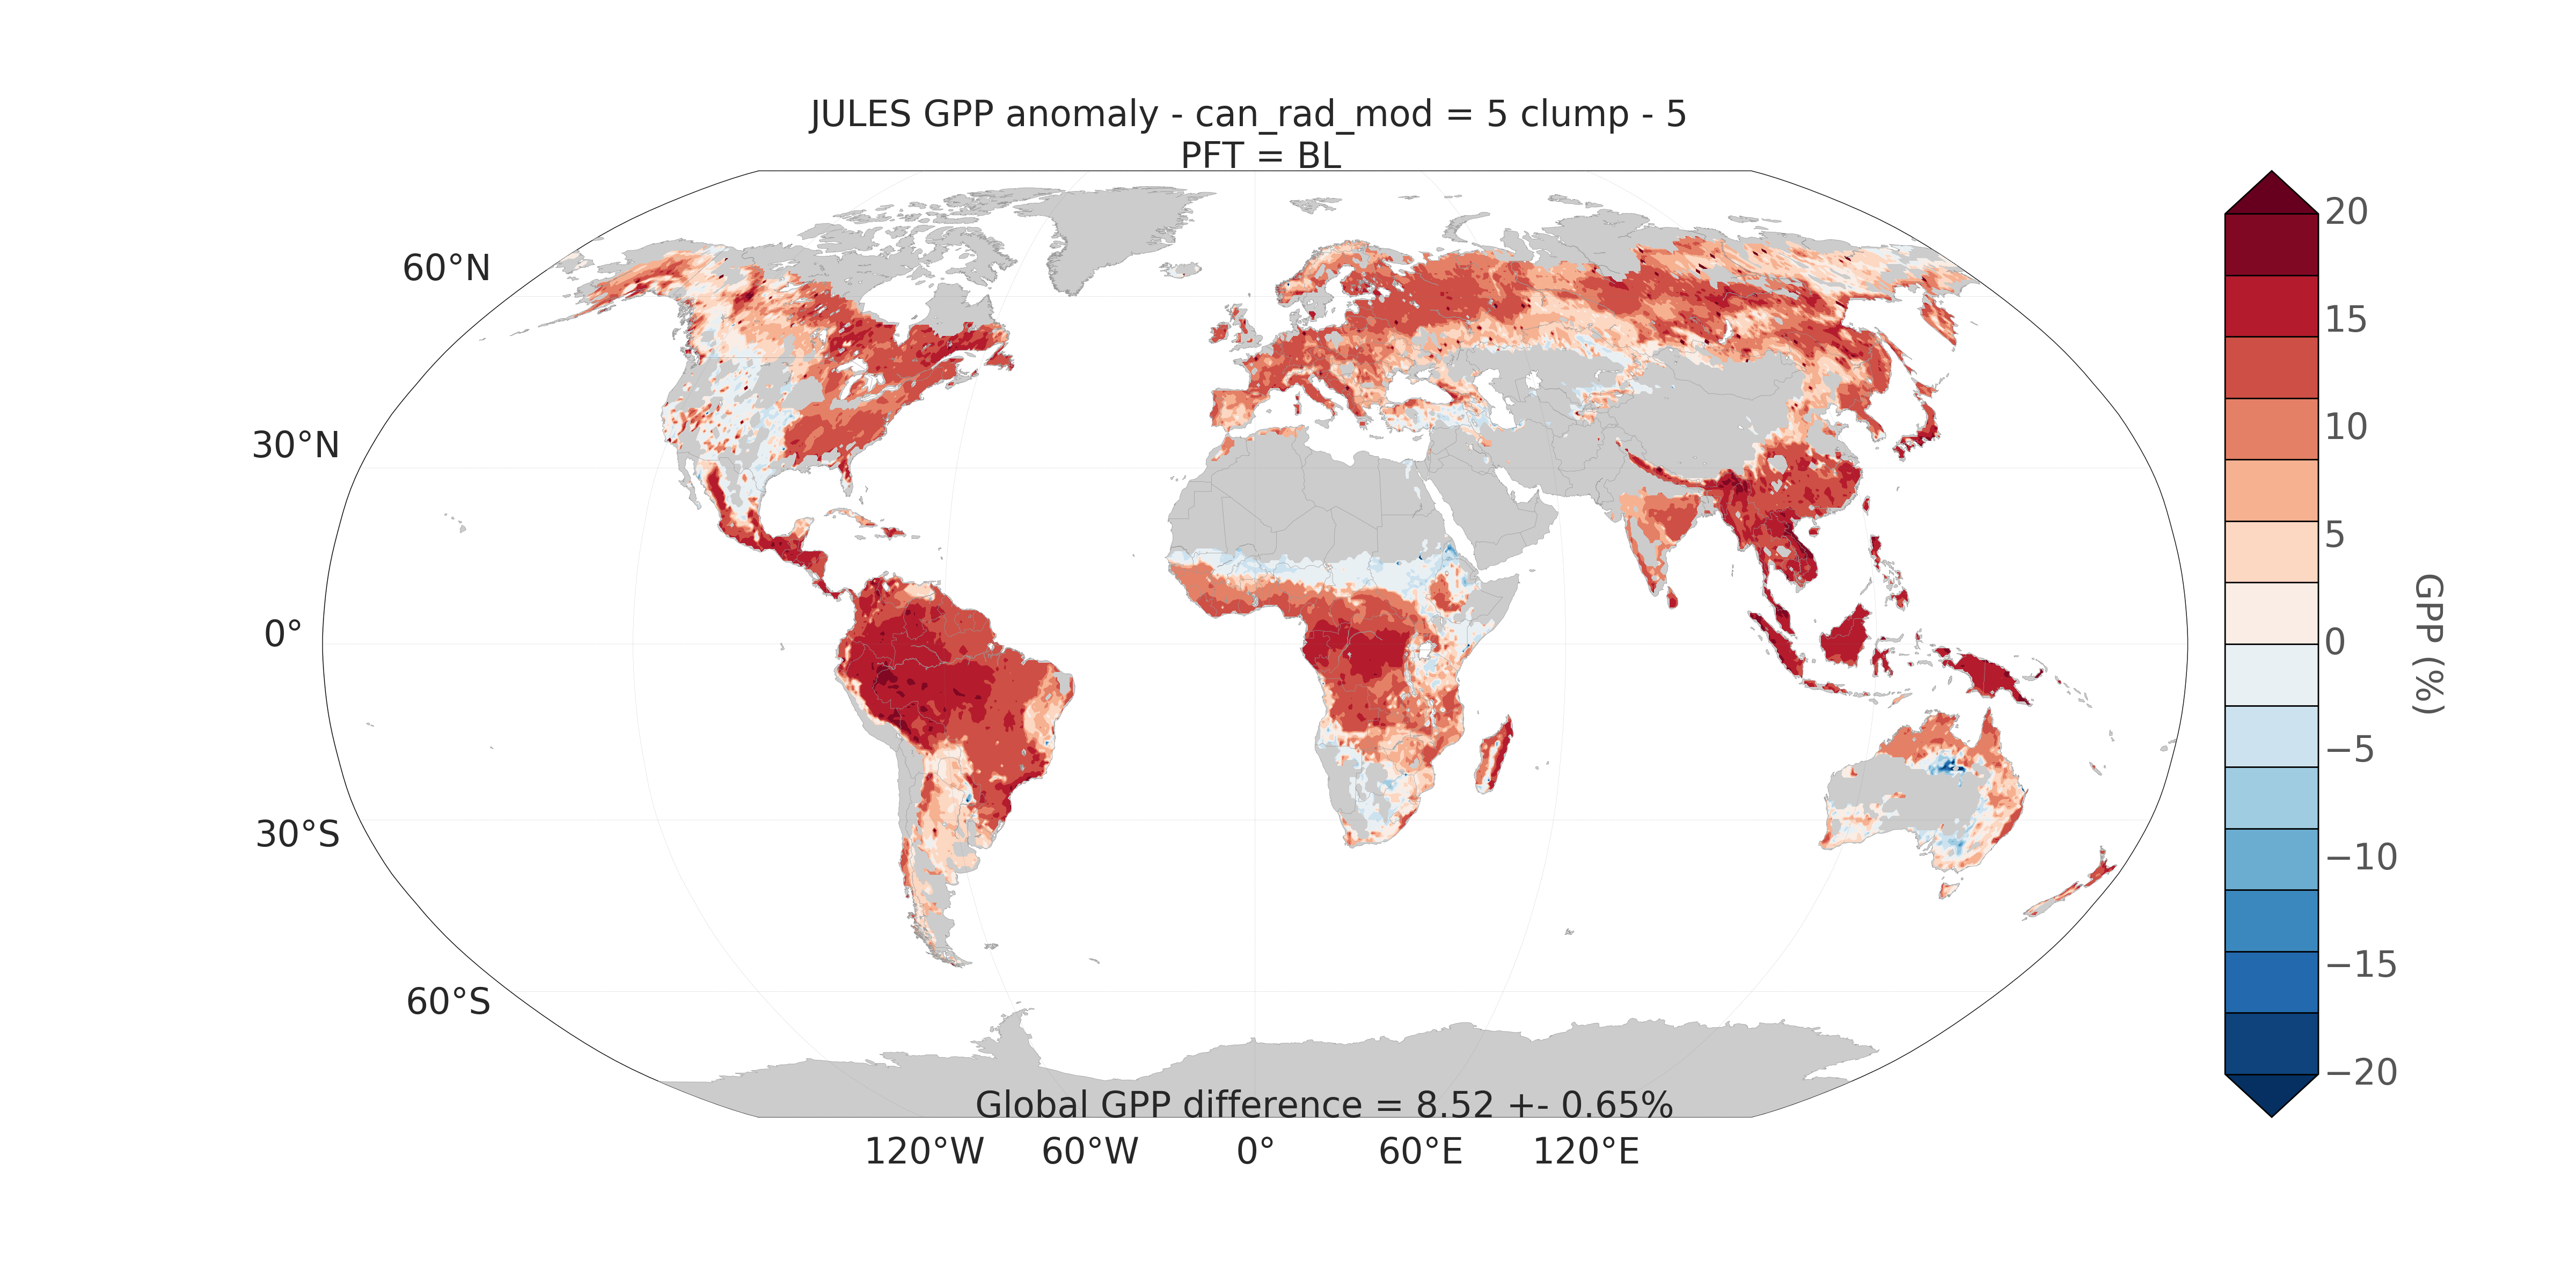 JULES GPP anomaly - can_rad_mod = 5 clump - 5
PFT = BL
60°N
30°N
0°
30°S
60°S
Global GPP difference = 8.52 +- 0.65%
120°W 60°W 0° 60°E 120°E
20
15
10
5
0
−5
−10
−15
−20
GPP (%)